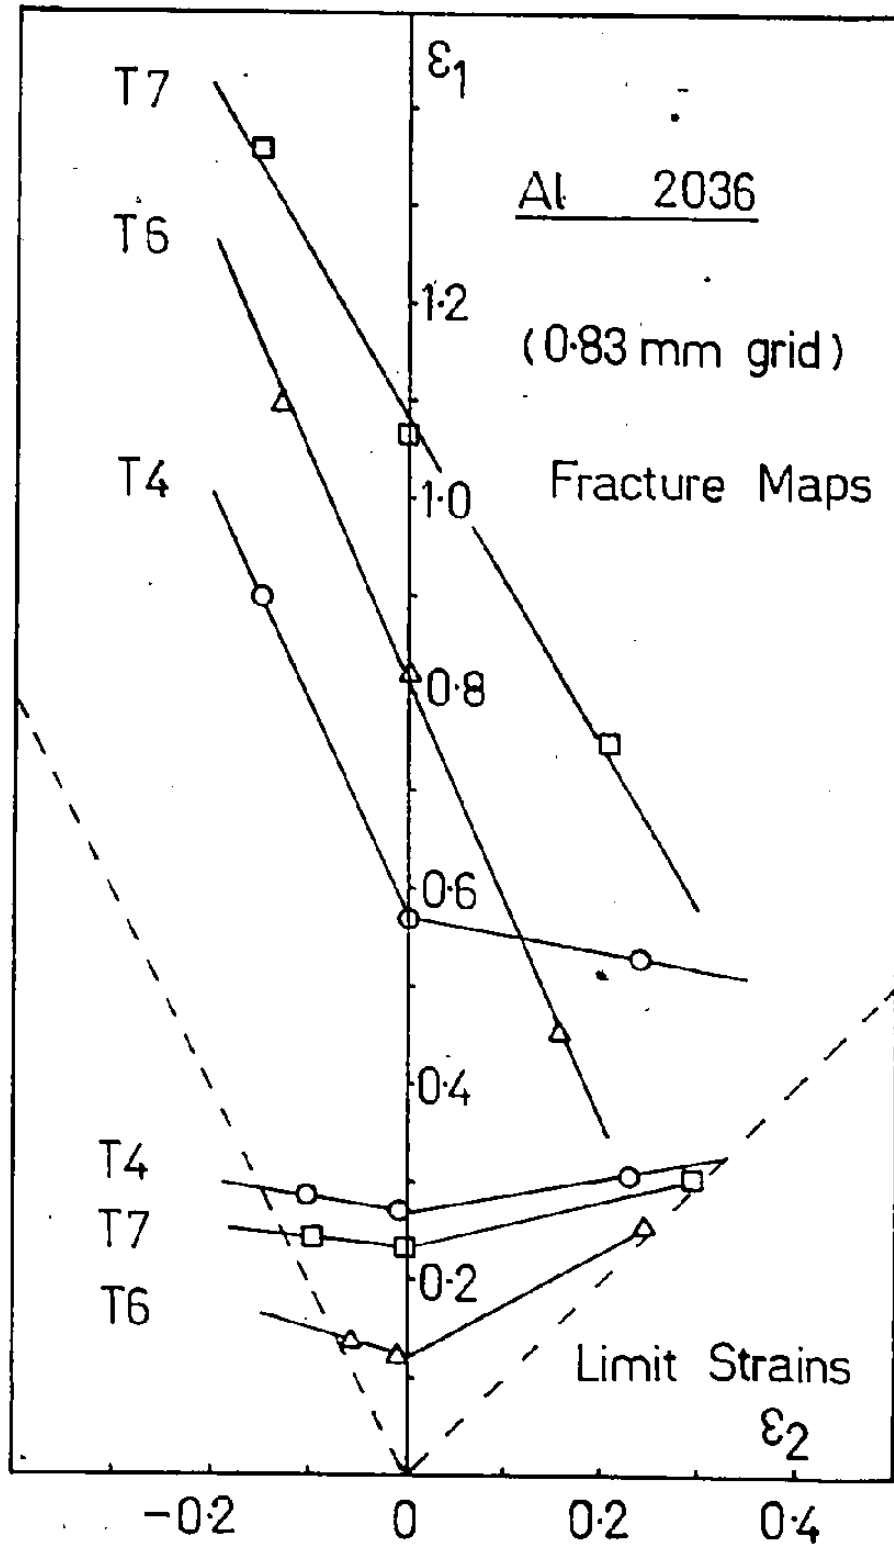 T7
ε1
Al 2036
T6
1·2
(0·83 mm grid)
T4
1·0
Fracture Maps
0·8
0·6
0·4
T4
T7
0·2
T6
Limit Strains
ε2
-0·2 0 0·2 0·4